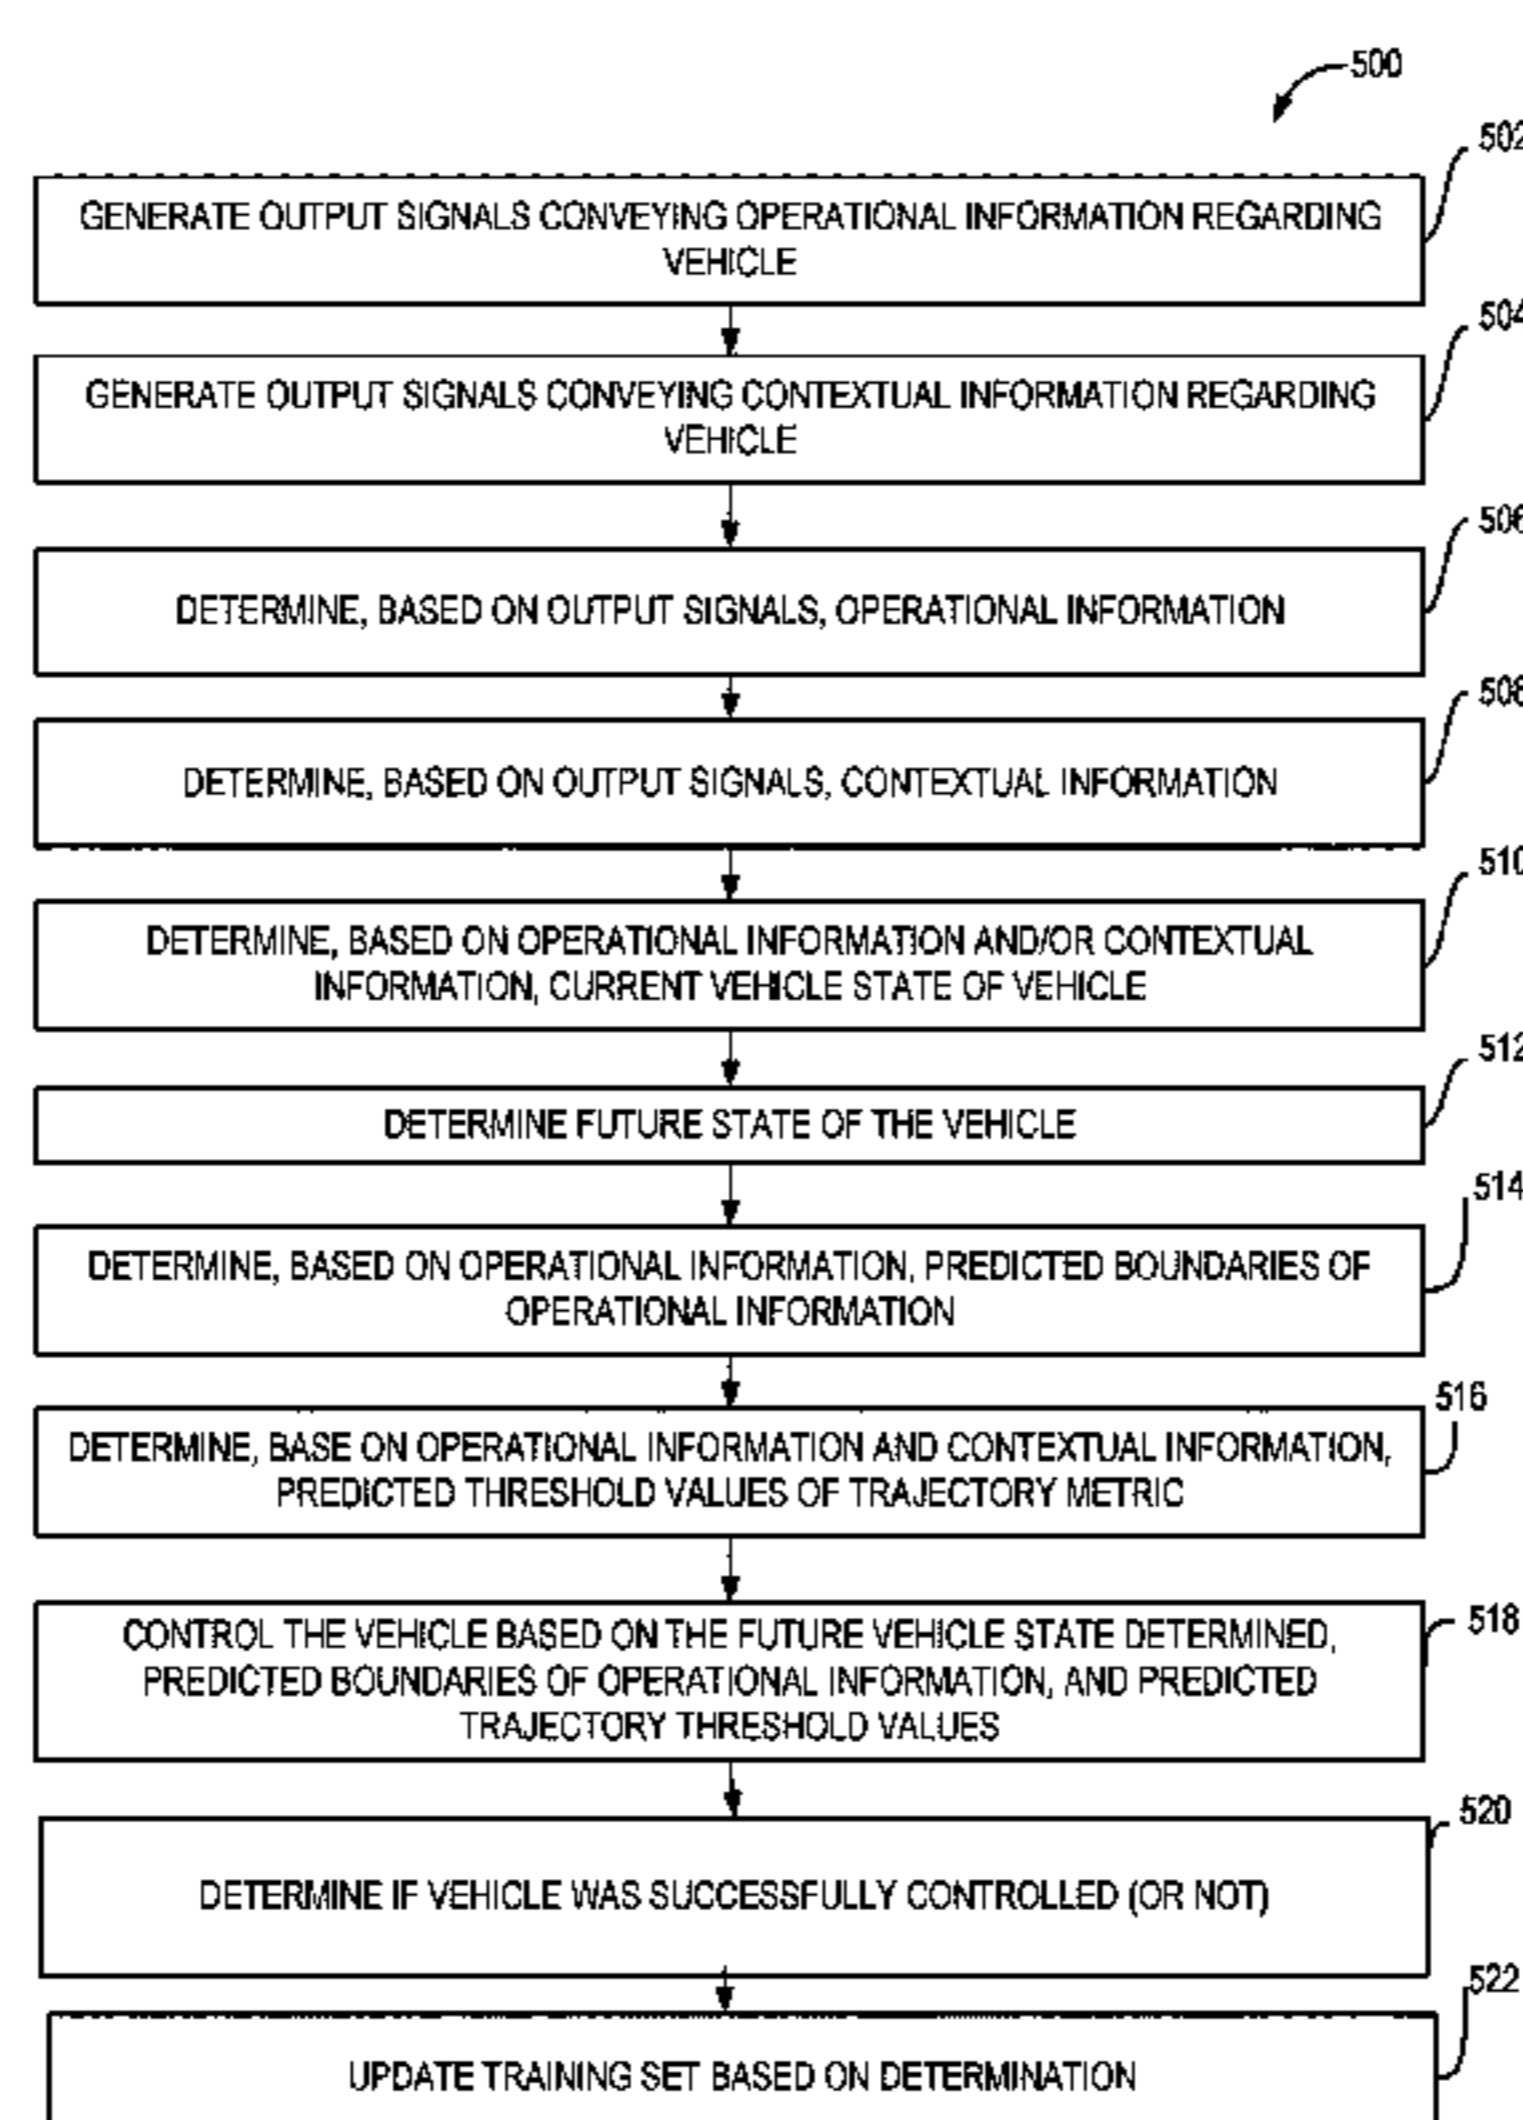 500
502
GENERATE OUTPUT SIGNALS CONVEYING OPERATIONAL INFORMATION REGARDING
VEHICLE
504
GENERATE OUTPUT SIGNALS CONVEYING CONTEXTUAL INFORMATION REGARDING
VEHICLE
506
DETERMINE, BASED ON OUTPUT SIGNALS, OPERATIONAL INFORMATION
508
DETERMINE, BASED ON OUTPUT SIGNALS, CONTEXTUAL INFORMATION
510
DETERMINE, BASED ON OPERATIONAL INFORMATION AND/OR CONTEXTUAL
INFORMATION, CURRENT VEHICLE STATE OF VEHICLE
512
DETERMINE FUTURE STATE OF THE VEHICLE
514
DETERMINE, BASED ON OPERATIONAL INFORMATION, PREDICTED BOUNDARIES OF
OPERATIONAL INFORMATION
516
DETERMINE, BASE ON OPERATIONAL INFORMATION AND CONTEXTUAL INFORMATION,
PREDICTED THRESHOLD VALUES OF TRAJECTORY METRIC
518
CONTROL THE VEHICLE BASED ON THE FUTURE VEHICLE STATE DETERMINED,
PREDICTED BOUNDARIES OF OPERATIONAL INFORMATION, AND PREDICTED
TRAJECTORY THRESHOLD VALUES
520
DETERMINE IF VEHICLE WAS SUCCESSFULLY CONTROLLED (OR NOT)
522
UPDATE TRAINING SET BASED ON DETERMINATION